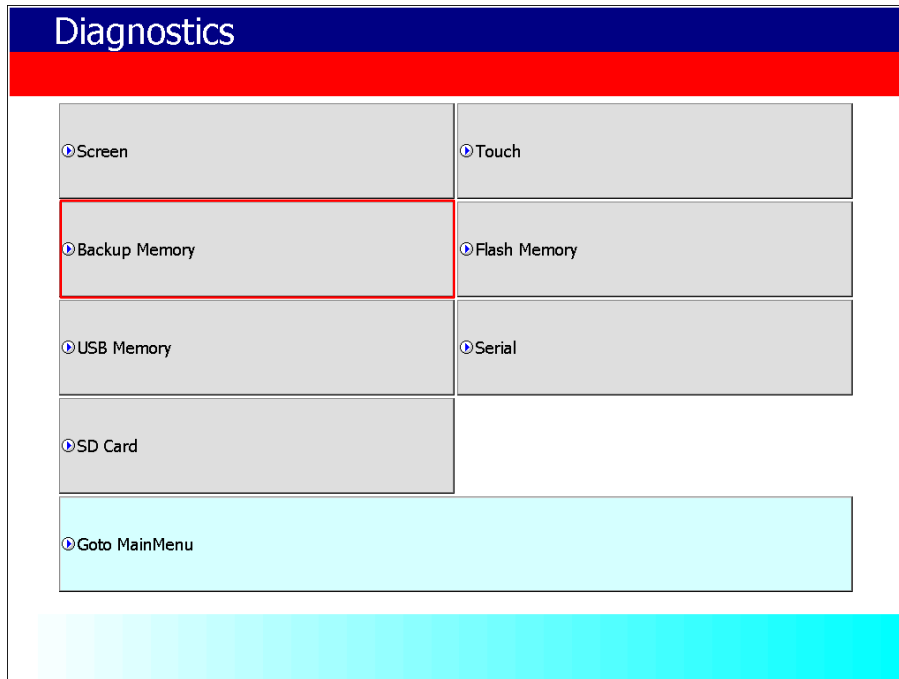 Diagnostics
Screen
Touch
Backup Memory
Flash Memory
USB Memory
Serial
SD Card
Goto MainMenu